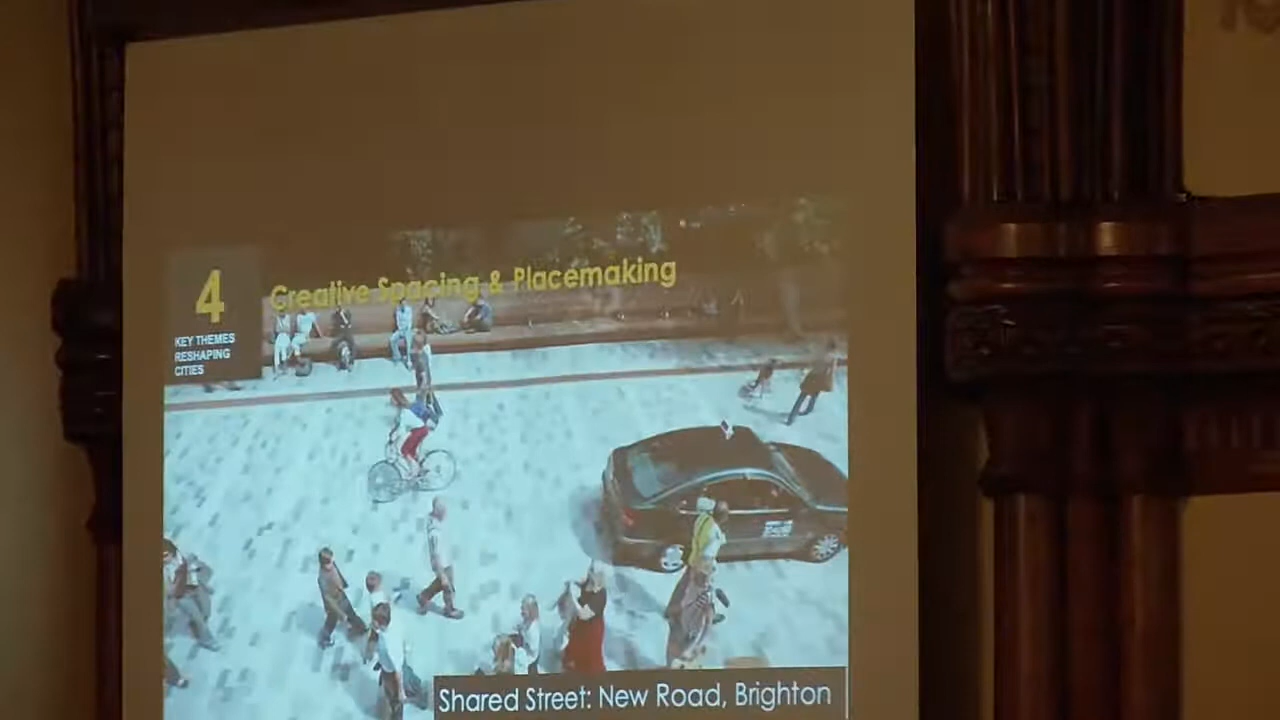 4
Creative Spacing & Placemaking
KEY THEMES
RESHAPING
CITIES
Shared Street: New Road, Brighton